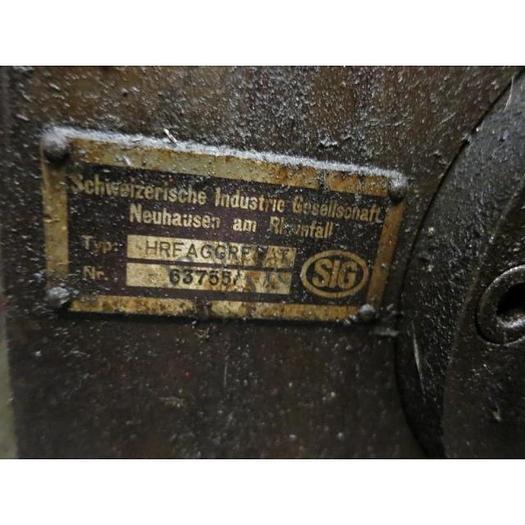 Schweizerische Industrie Gesellschaft
Neuhausen am Rheinfall
Typ:
Nr. 63755/
SIG